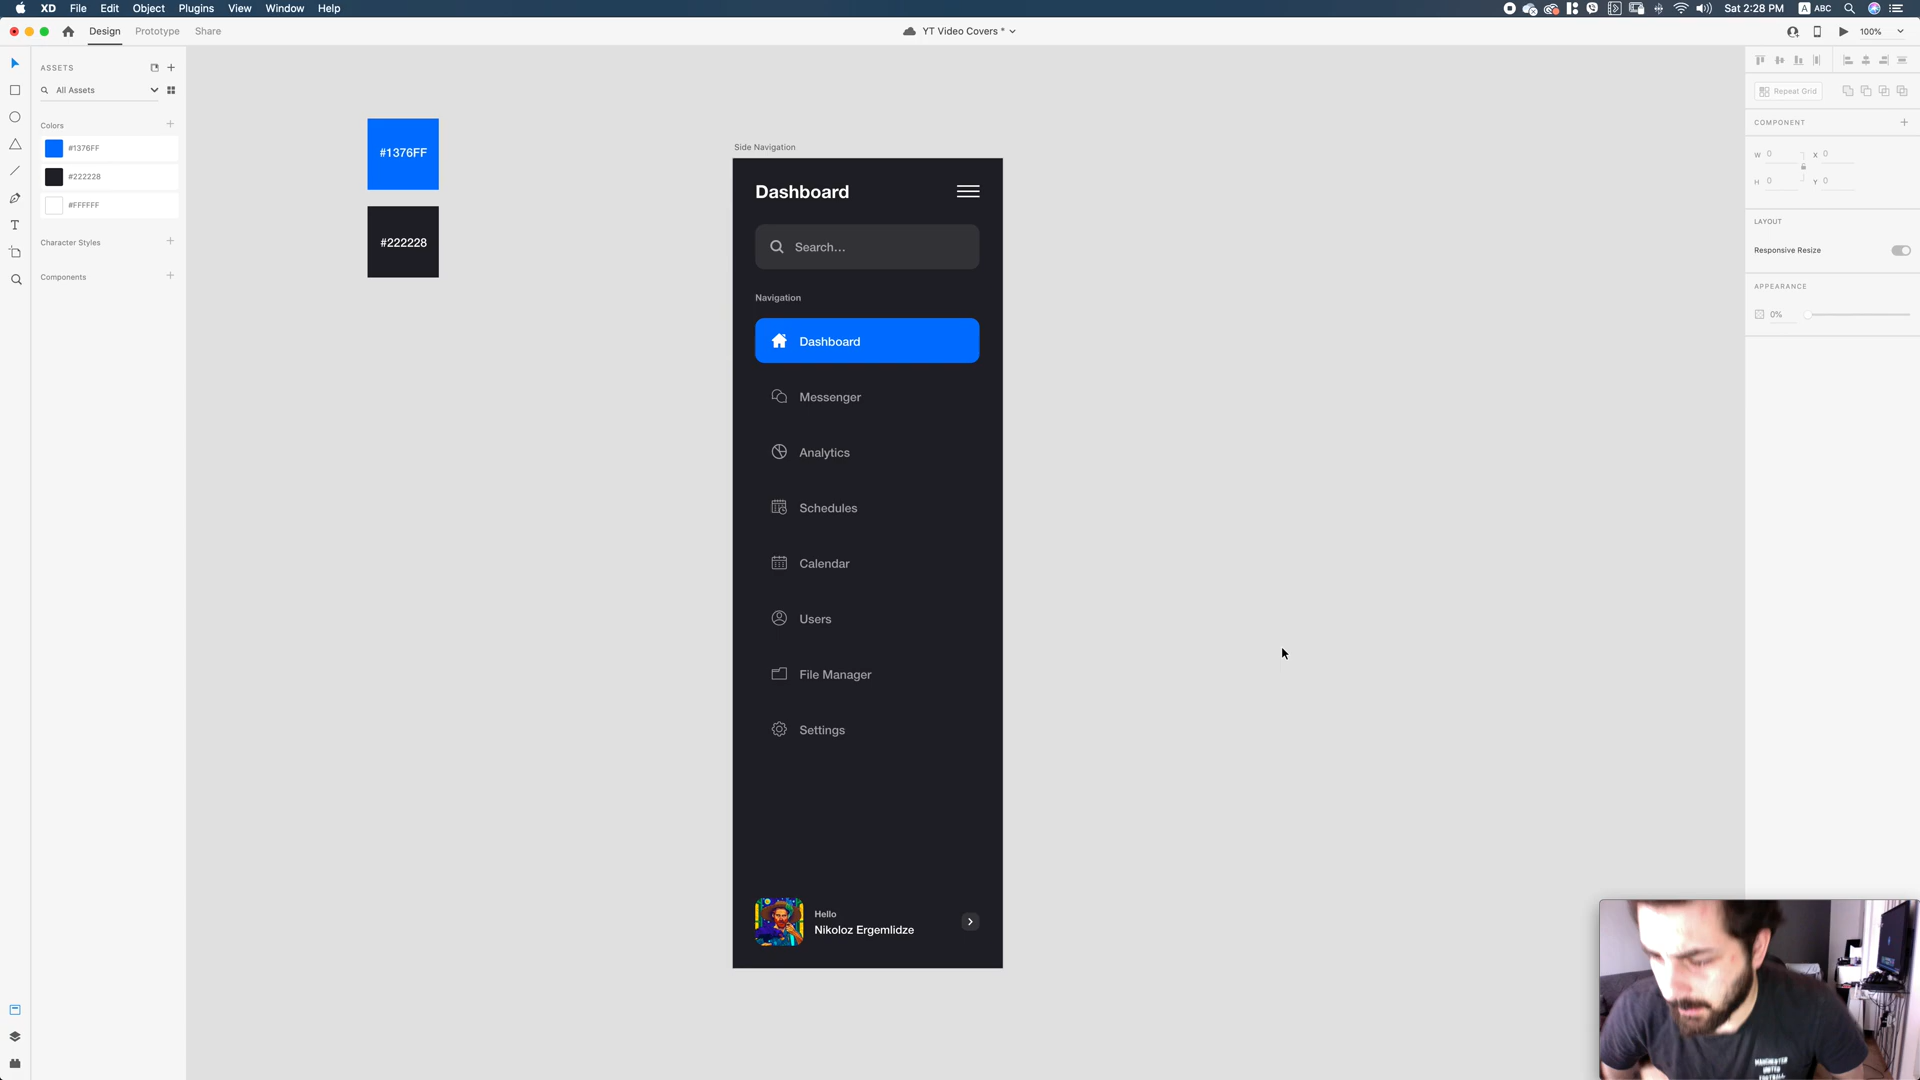 XD File Edit Object Plugins View Window Help
Sat 2:28 PM A ABC
Design Prototype Share
YT Video Covers *
100%
ASSETS
All Assets
Colors
#1376FF
#222228
#FFFFFF
Character Styles
Components
#1376FF
#222228
Side Navigation
Dashboard
Search...
Navigation
Dashboard
Messenger
Analytics
Schedules
Calendar
Users
File Manager
Settings
Hello
Nikoloz Ergemlidze
Repeat Grid
COMPONENT
W 0 X 0
H 0 Y 0
LAYOUT
Responsive Resize
APPEARANCE
0%
MANCHESTER
UNITED
FOOTBALL